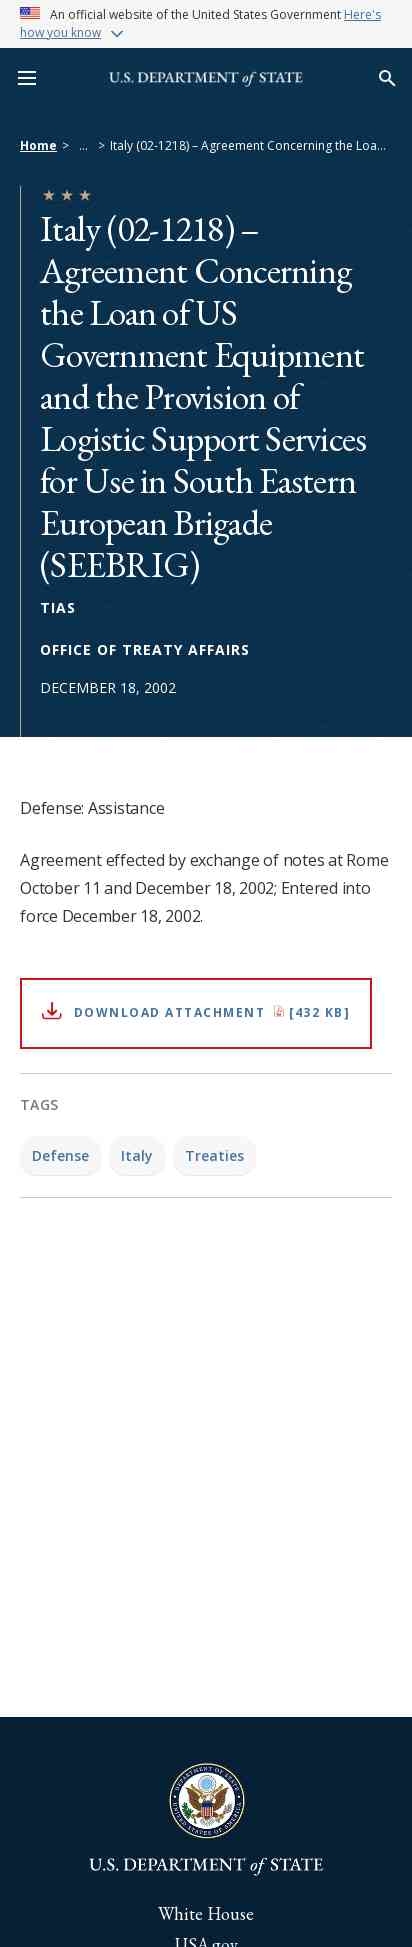 An official website of the United States Government Here's
how you know
U.S. DEPARTMENT of STATE
Home > ... > Italy (02-1218) – Agreement Concerning the Loa...
Italy (02-1218) –
Agreement Concerning
the Loan of US
Government Equipment
and the Provision of
Logistic Support Services
for Use in South Eastern
European Brigade
(SEEBRIG)
TIAS
OFFICE OF TREATY AFFAIRS
DECEMBER 18, 2002
Defense: Assistance
Agreement effected by exchange of notes at Rome
October 11 and December 18, 2002; Entered into
force December 18, 2002.
DOWNLOAD ATTACHMENT [432 KB]
TAGS
Defense Italy Treaties
DEPARTMENT OF STATE
UNITED STATES OF AMERICA
U.S. DEPARTMENT of STATE
White House
USA.gov